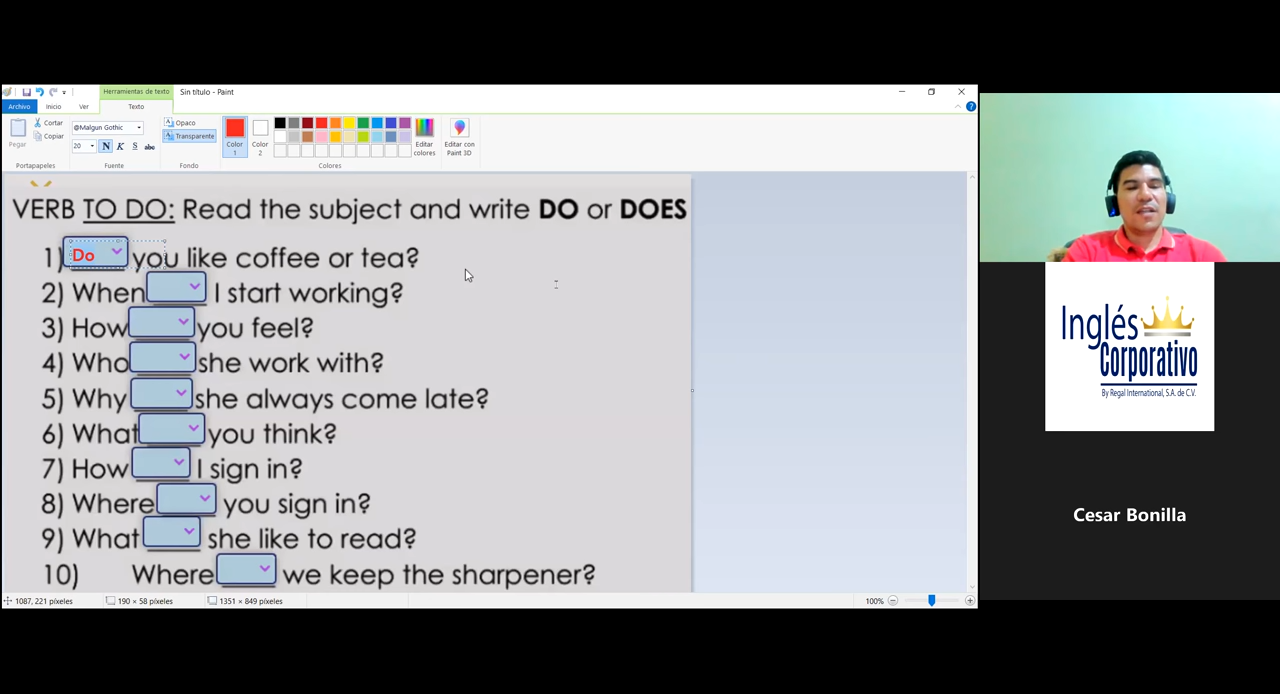 Herramientas de texto
Sin título - Paint
Archivo
Inicio
Ver
Texto
Pegar
Cortar
Copiar
Portapapeles
@Malgun Gothic
20
N
K
S
abc
Fuente
Opaco
Transparente
Fondo
Color 1
Color 2
Editar colores
Editar con Paint 3D
Colores
VERB TO DO: Read the subject and write DO or DOES
1) Do you like coffee or tea?
2) When I start working?
3) How you feel?
4) Who she work with?
5) Why she always come late?
6) What you think?
7) How I sign in?
8) Where you sign in?
9) What she like to read?
10) Where we keep the sharpener?
1087, 221 píxeles
190 × 58 píxeles
1351 × 849 píxeles
100%
Inglés
Corporativo
By Regal International, S.A. de C.V.
Cesar Bonilla